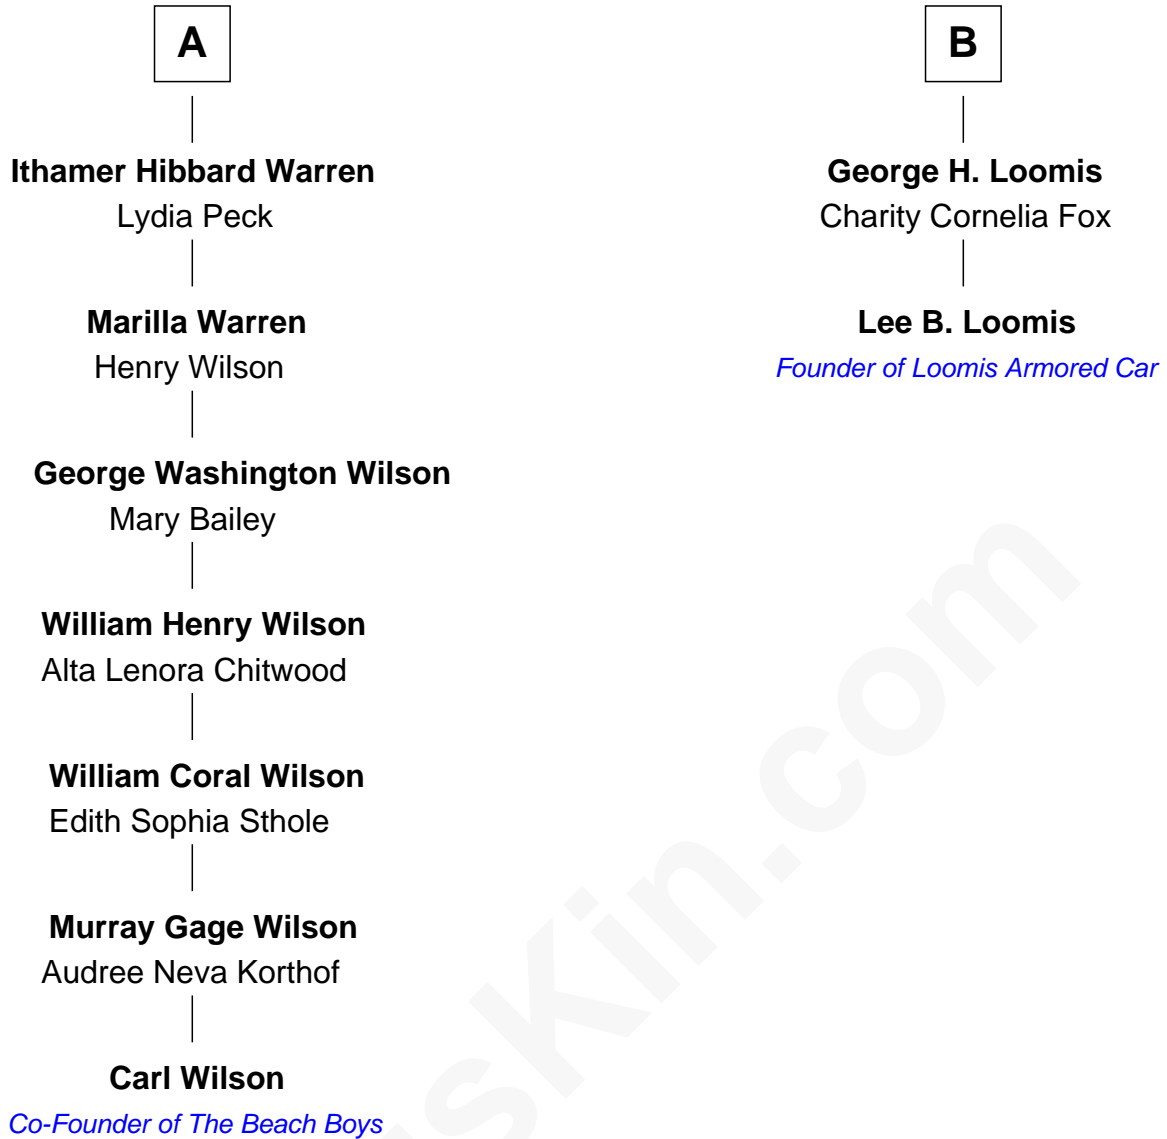 A
Ithamer Hibbard Warren
Lydia Peck
Marilla Warren
Henry Wilson
George Washington Wilson
Mary Bailey
William Henry Wilson
Alta Lenora Chitwood
William Coral Wilson
Edith Sophia Sthole
Murray Gage Wilson
Audree Neva Korthof
Carl Wilson
Co-Founder of The Beach Boys
B
George H. Loomis
Charity Cornelia Fox
Lee B. Loomis
Founder of Loomis Armored Car
isKin.com